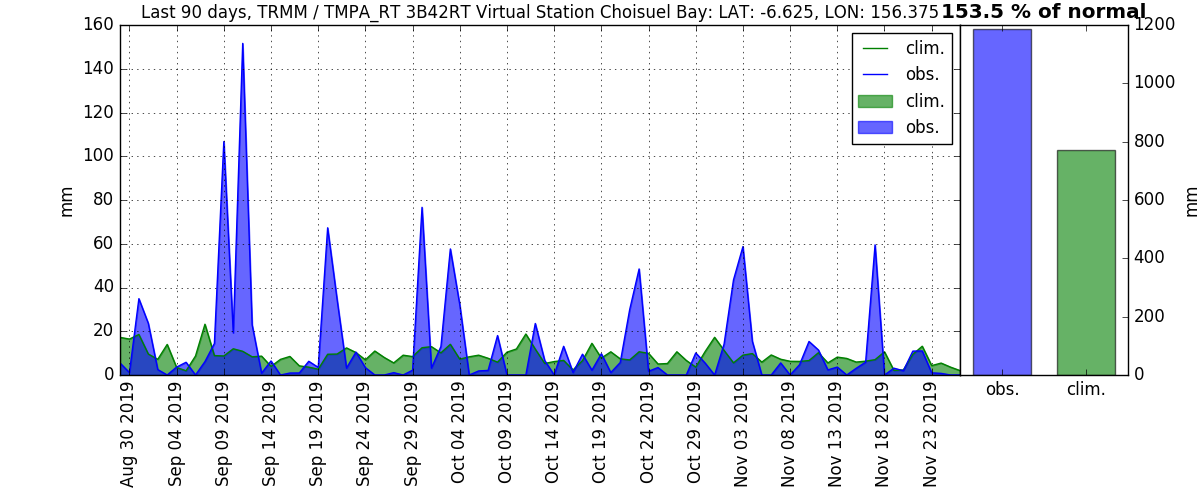 Last 90 days, TRMM / TMPA_RT 3B42RT Virtual Station Choisuel Bay: LAT: -6.625, LON: 156.375
153.5 % of normal
160
140
120
100
80
60
40
20
0
mm
clim.
obs.
clim.
obs.
1200
1000
800
600
400
200
0
mm
obs.
clim.
Aug 30 2019
Sep 04 2019
Sep 09 2019
Sep 14 2019
Sep 19 2019
Sep 24 2019
Sep 29 2019
Oct 04 2019
Oct 09 2019
Oct 14 2019
Oct 19 2019
Oct 24 2019
Oct 29 2019
Nov 03 2019
Nov 08 2019
Nov 13 2019
Nov 18 2019
Nov 23 2019